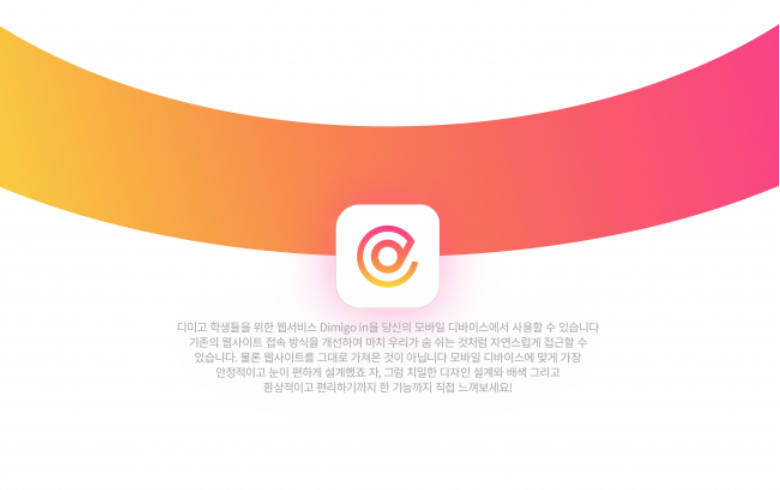 디미고 학생들을 위한 웹서비스 Dimigo in을 당신의 모바일 디바이스에서 사용할 수 있습니다
기존의 웹사이트 접속 방식을 개선하여 마치 우리가 숨 쉬는 것처럼 자연스럽게 접근할 수
있습니다. 물론 웹사이트를 그대로 가져온 것이 아닙니다 모바일 디바이스에 맞게 가장
안정적이고 눈이 편하게 설계했죠 자, 그럼 치밀한 디자인 설계와 배색 그리고
환상적이고 편리하기까지 한 기능까지 직접 느껴보세요!